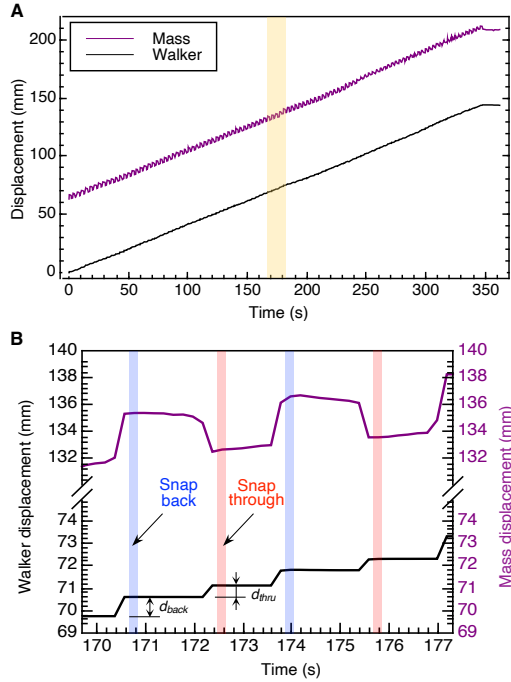 A
200
150
100
50
0
Displacement (mm)
Mass
Walker
0
50
100
150
200
250
300
350
Time (s)
B
140
138
136
134
132
74
73
72
71
70
69
Walker displacement (mm)
140
138
136
134
132
74
73
72
71
70
69
Mass displacement (mm)
Snap
back
Snap
through
d_back
d_thru
170
171
172
173
174
175
176
177
Time (s)